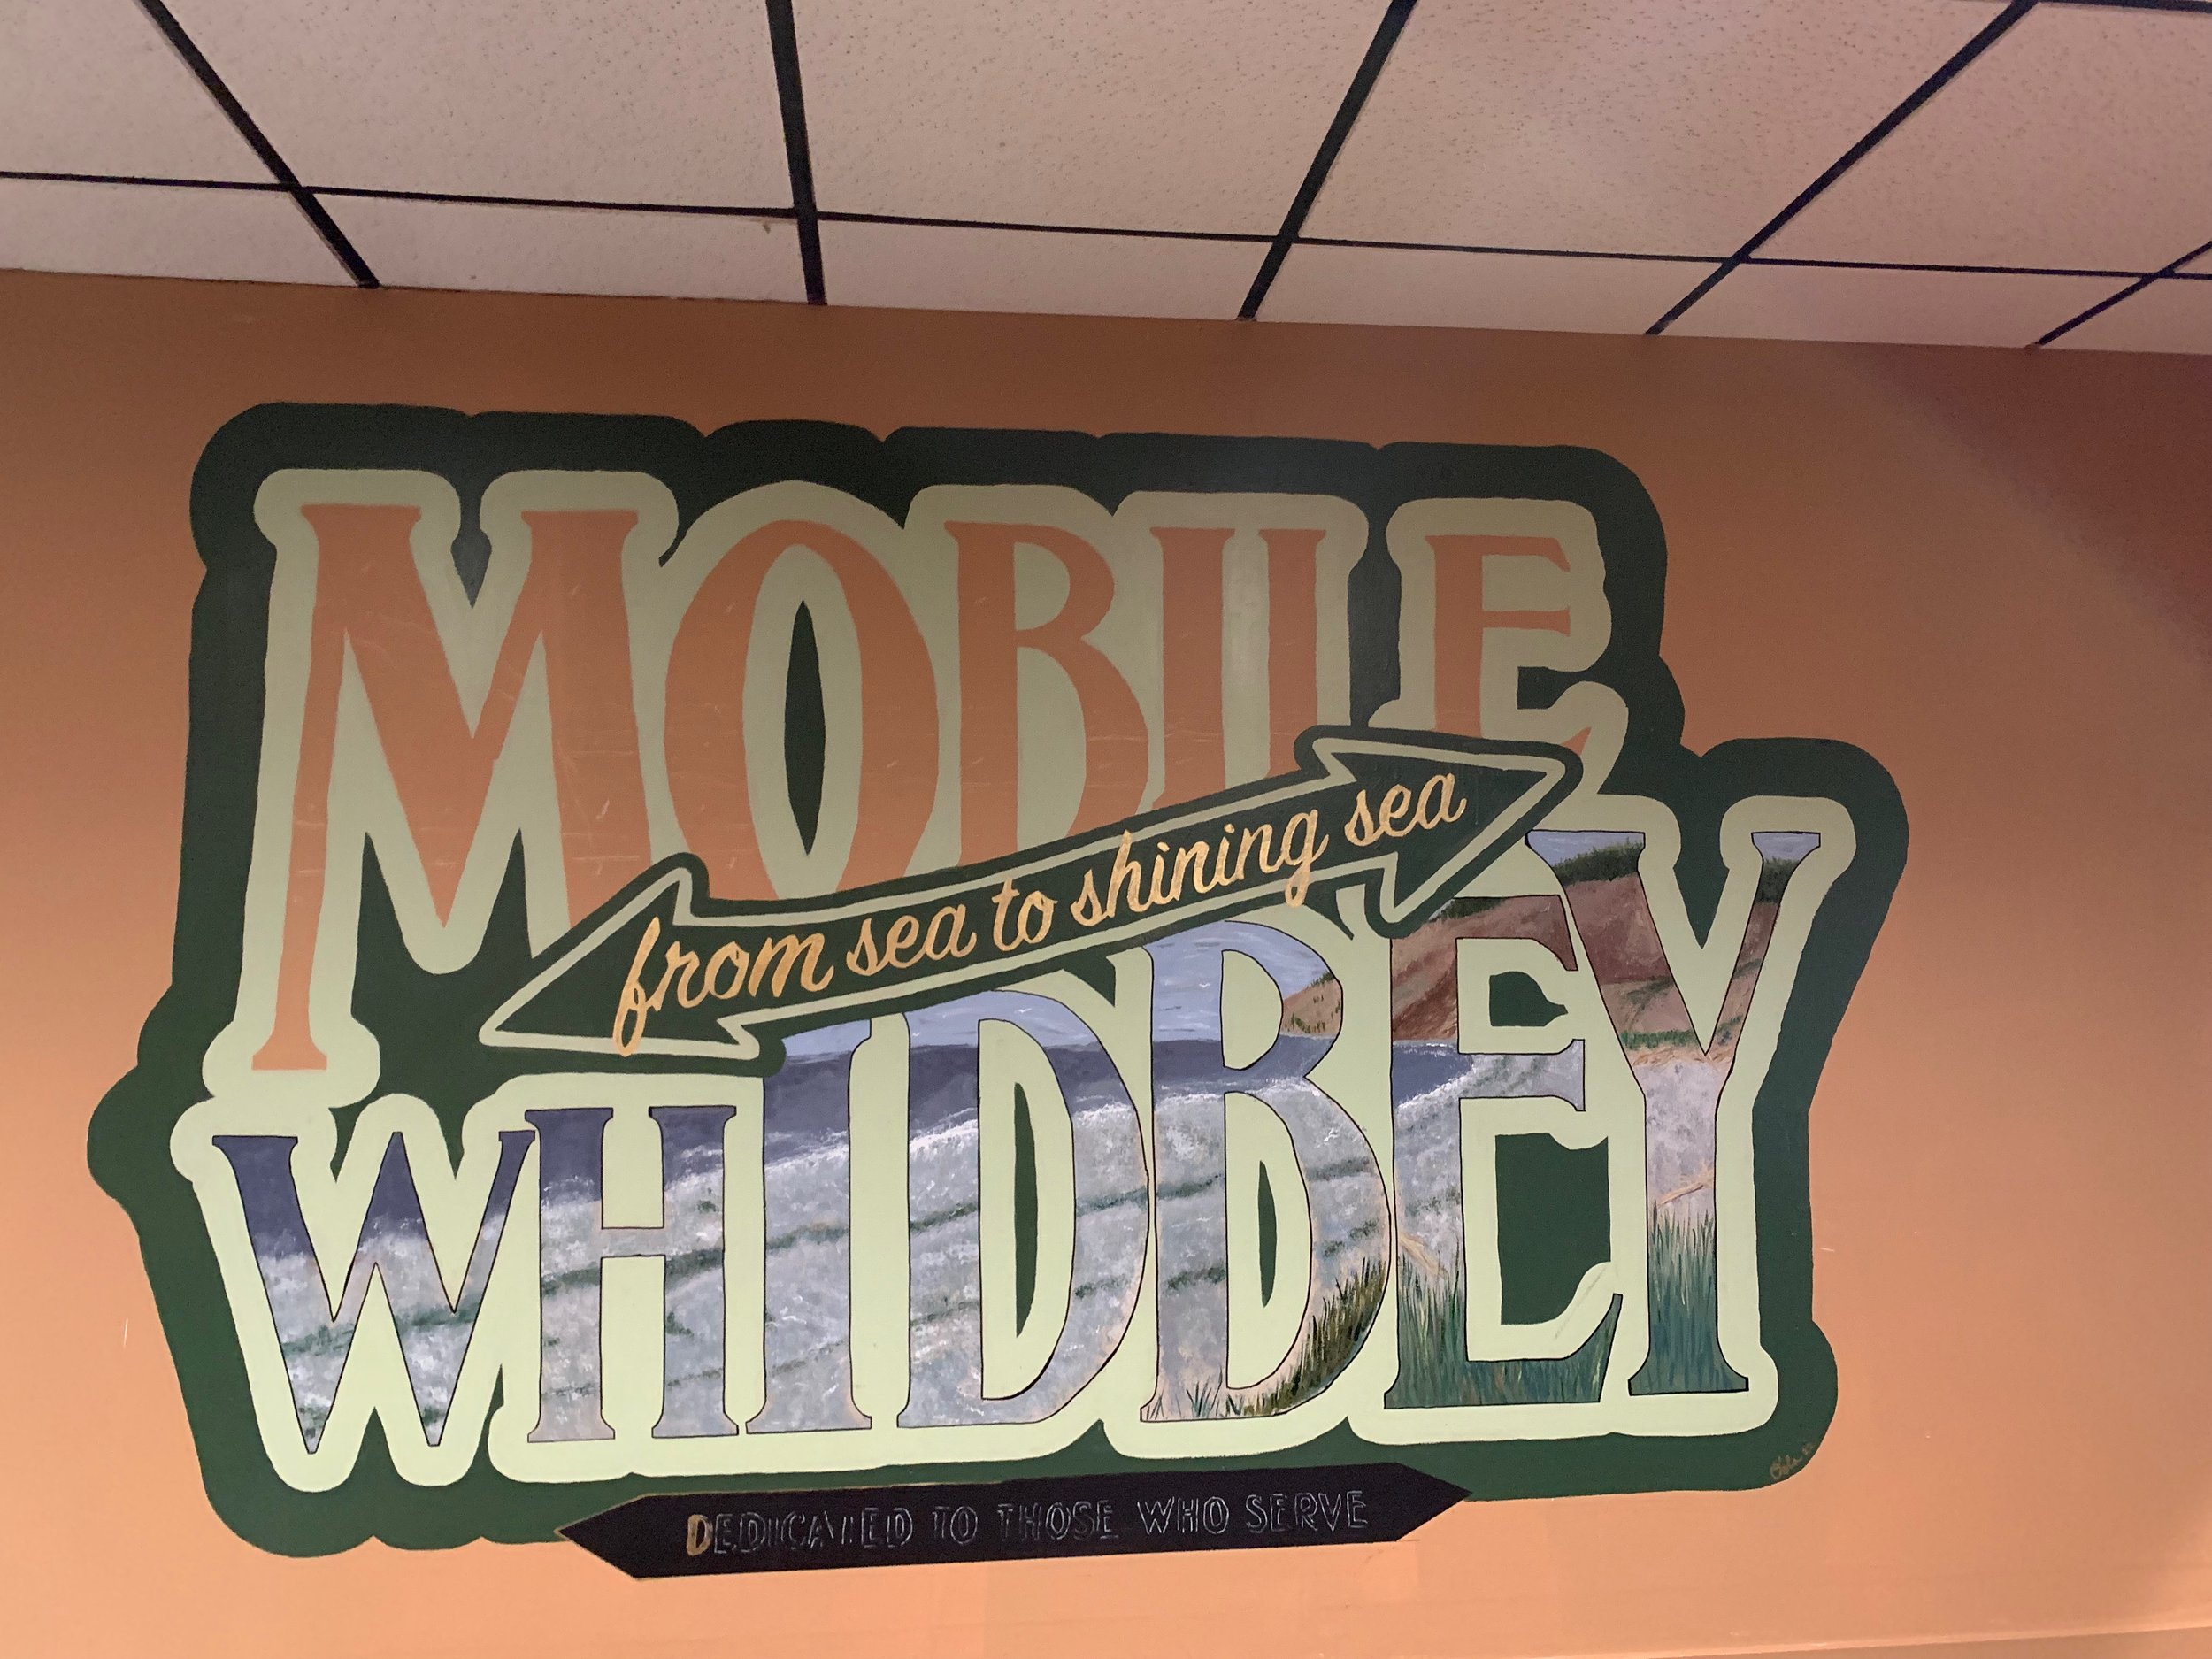 MOBILE
from sea to shining sea
WHIDBEY
DEDICATED TO THOSE WHO SERVE